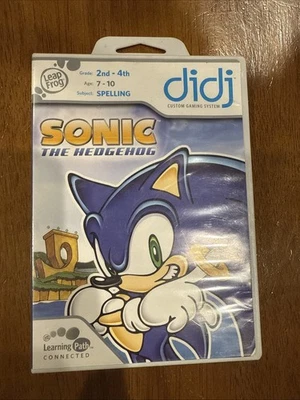 Leap
Frog
Grade: 2nd - 4th
Ages: 7 - 10
Subject: SPELLING
didj
CUSTOM GAMING SYSTEM
SONIC
THE HEDGEHOG
Learning Path
CONNECTED